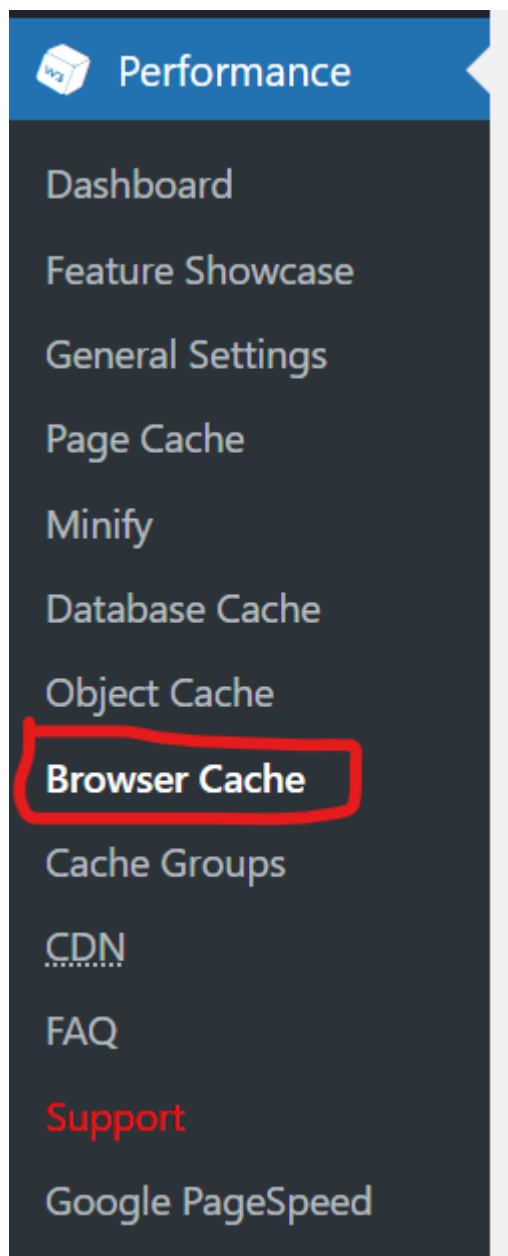 W3
Performance
Dashboard
Feature Showcase
General Settings
Page Cache
Minify
Database Cache
Object Cache
Browser Cache
Cache Groups
CDN
FAQ
Support
Google PageSpeed